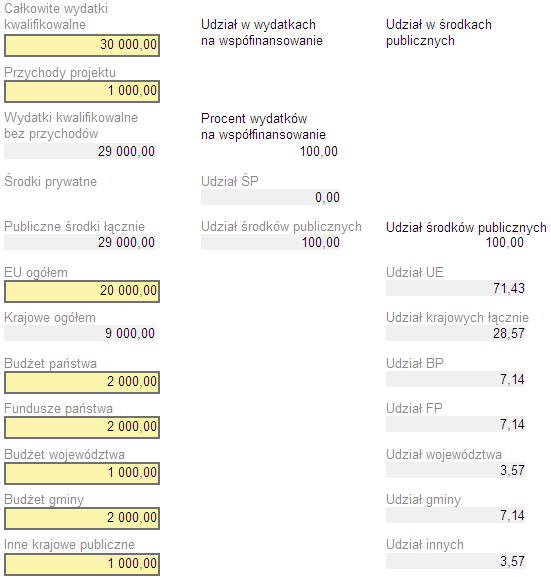 Całkowite wydatki
kwalifikowalne
30 000,00
Udział w wydatkach
na wspófinansowanie
Udział w środkach
publicznych
Przychody projektu
1 000,00
Wydatki kwalifikowalne
bez przychodów
29 000,00
Procent wydatków
na współfinansowanie
100,00
Środki prywatne
Udział ŚP
0,00
Publiczne środki łącznie
29 000,00
Udział środków publicznych
100,00
Udział środków publicznych
100,00
EU ogółem
20 000,00
Udział UE
71,43
Krajowe ogółem
9 000,00
Udział krajowych łącznie
28,57
Budżet państwa
2 000,00
Udział BP
7,14
Fundusze państwa
2 000,00
Udział FP
7,14
Budżet województwa
1 000,00
Udział województwa
3,57
Budżet gminy
2 000,00
Udział gminy
7,14
Inne krajowe publiczne
1 000,00
Udział innych
3,57